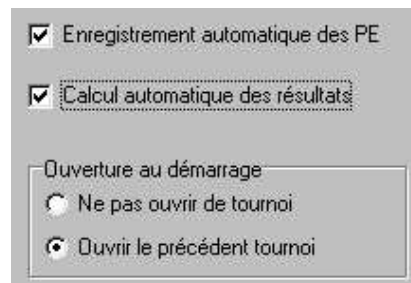 Enregistrement automatique des PE
Calcul automatique des résultats
Ouverture au démarrage
Ne pas ouvrir de tournoi
Ouvrir le précédent tournoi